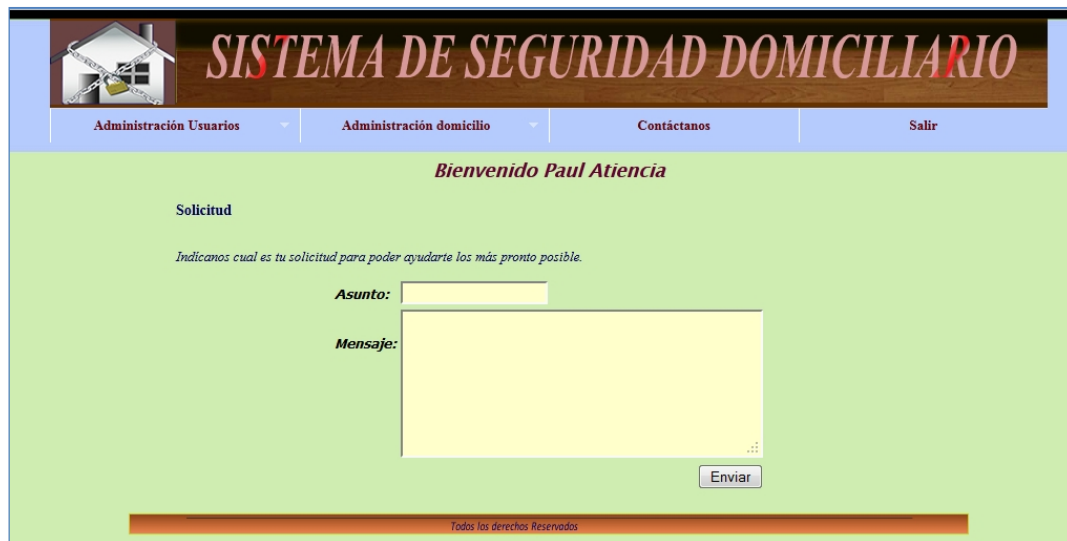 SISTEMA DE SEGURIDAD DOMICILIARIO
Administración Usuarios Administración domicilio Contáctanos Salir
Bienvenido Paul Atiencia
Solicitud
Indícanos cual es tu solicitud para poder ayudarte los más pronto posible.
Asunto:
Mensaje:
Enviar
Todos los derechos Reservados